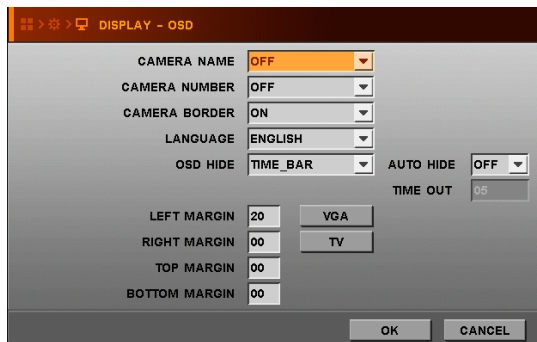 DISPLAY - OSD
CAMERA NAME OFF
CAMERA NUMBER OFF
CAMERA BORDER ON
LANGUAGE ENGLISH
OSD HIDE TIME_BAR AUTO HIDE OFF
TIME OUT 05
LEFT MARGIN 20 VGA
RIGHT MARGIN 00 TV
TOP MARGIN 00
BOTTOM MARGIN 00
OK CANCEL